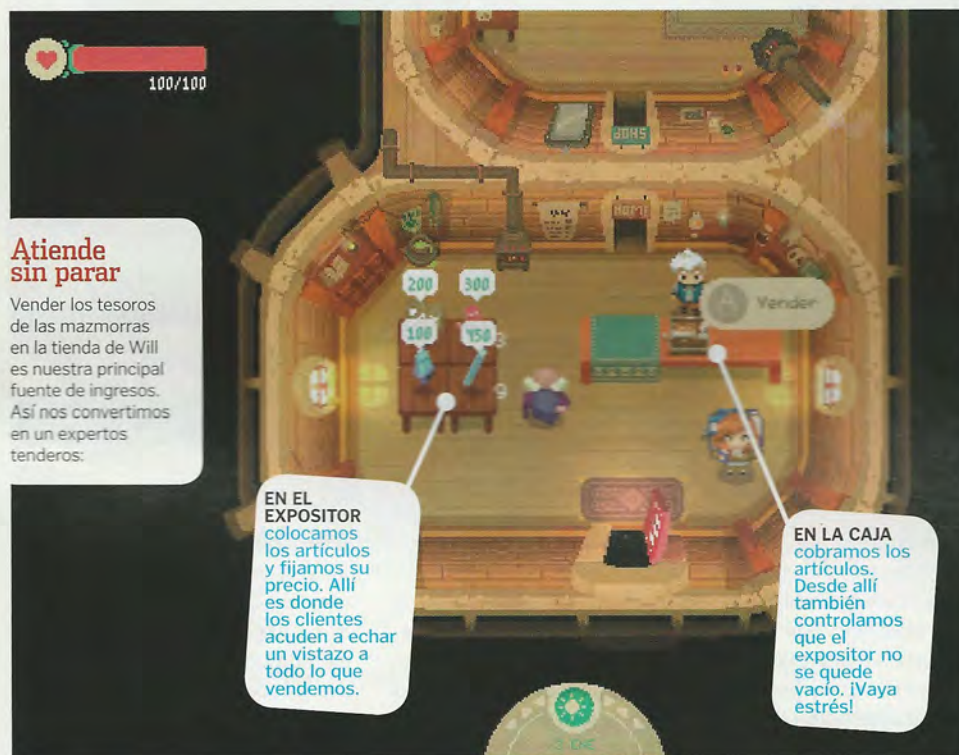 100/100
SHOP
HOME
Atiende
sin parar
Vender los tesoros
de las mazmorras
en la tienda de Will
es nuestra principal
fuente de ingresos.
Así nos convertimos
en un expertos
tenderos:
200
300
100
450
A Vender
EN EL
EXPOSITOR
colocamos
los artículos
y fijamos su
precio. Allí
es donde
los clientes
acuden a echar
un vistazo a
todo lo que
vendemos.
EN LA CAJA
cobramos los
artículos.
Desde allí
también
controlamos
que el
expositor no
se quede
vacío. ¡Vaya
estrés!